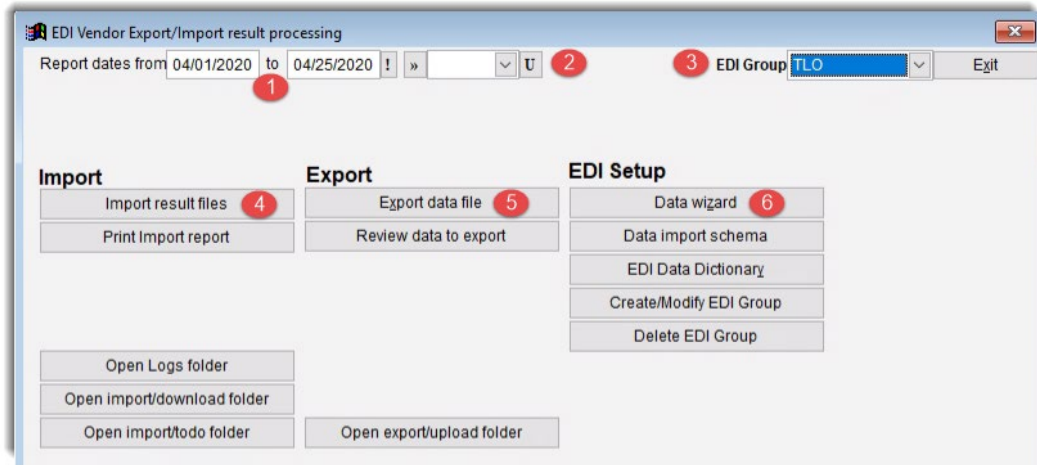 EDI Vendor Export/Import result processing
Report dates from 04/01/2020 to 04/25/2020 ! » U 2 3 EDI Group TLO Exit
1
Import Export EDI Setup
Import result files 4 Export data file 5 Data wizard 6
Print Import report Review data to export Data import schema
EDI Data Dictionary
Create/Modify EDI Group
Delete EDI Group
Open Logs folder
Open import/download folder
Open import/todo folder Open export/upload folder